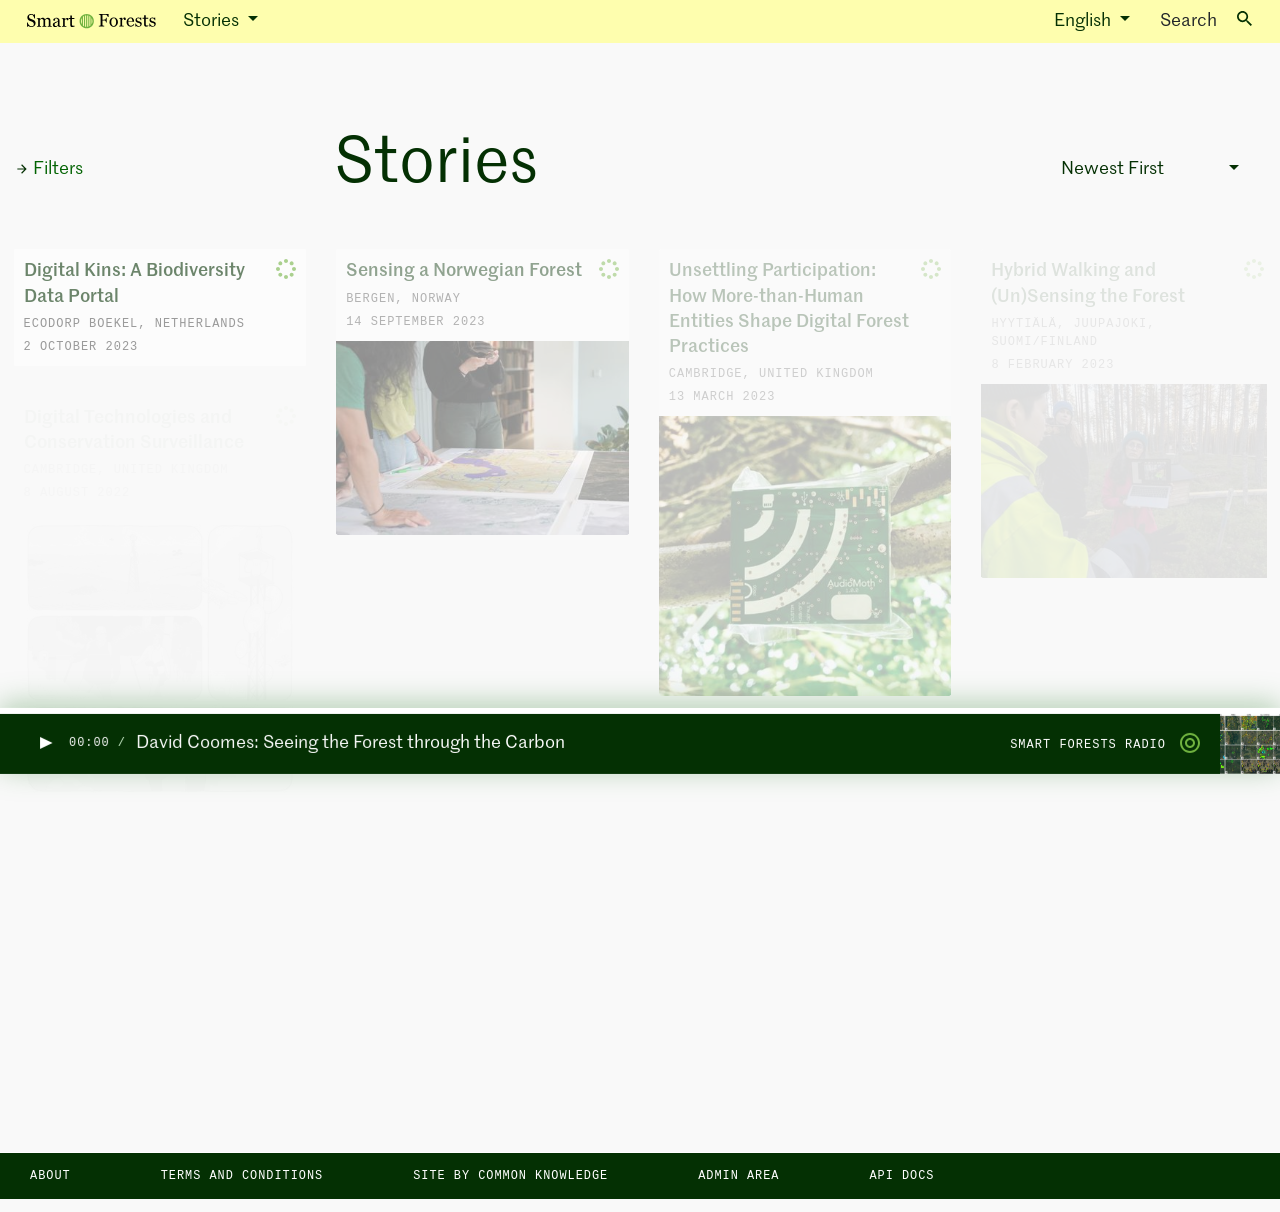 Smart Forests
Stories
English
Search
Filters
Stories
Newest First
Digital Kins: A Biodiversity
Data Portal
ECODORP BOEKEL, NETHERLANDS
2 OCTOBER 2023
Sensing a Norwegian Forest
BERGEN, NORWAY
14 SEPTEMBER 2023
Unsettling Participation:
How More-than-Human
Entities Shape Digital Forest
Practices
CAMBRIDGE, UNITED KINGDOM
13 MARCH 2023
AudioMoth
Hybrid Walking and
(Un)Sensing the Forest
HYYTIÄLÄ, JUUPAJOKI,
SUOMI/FINLAND
8 FEBRUARY 2023
Digital Technologies and
Conservation Surveillance
CAMBRIDGE, UNITED KINGDOM
00:00 /
David Coomes: Seeing the Forest through the Carbon
SMART FORESTS RADIO
ABOUT
TERMS AND CONDITIONS
SITE BY COMMON KNOWLEDGE
ADMIN AREA
API DOCS